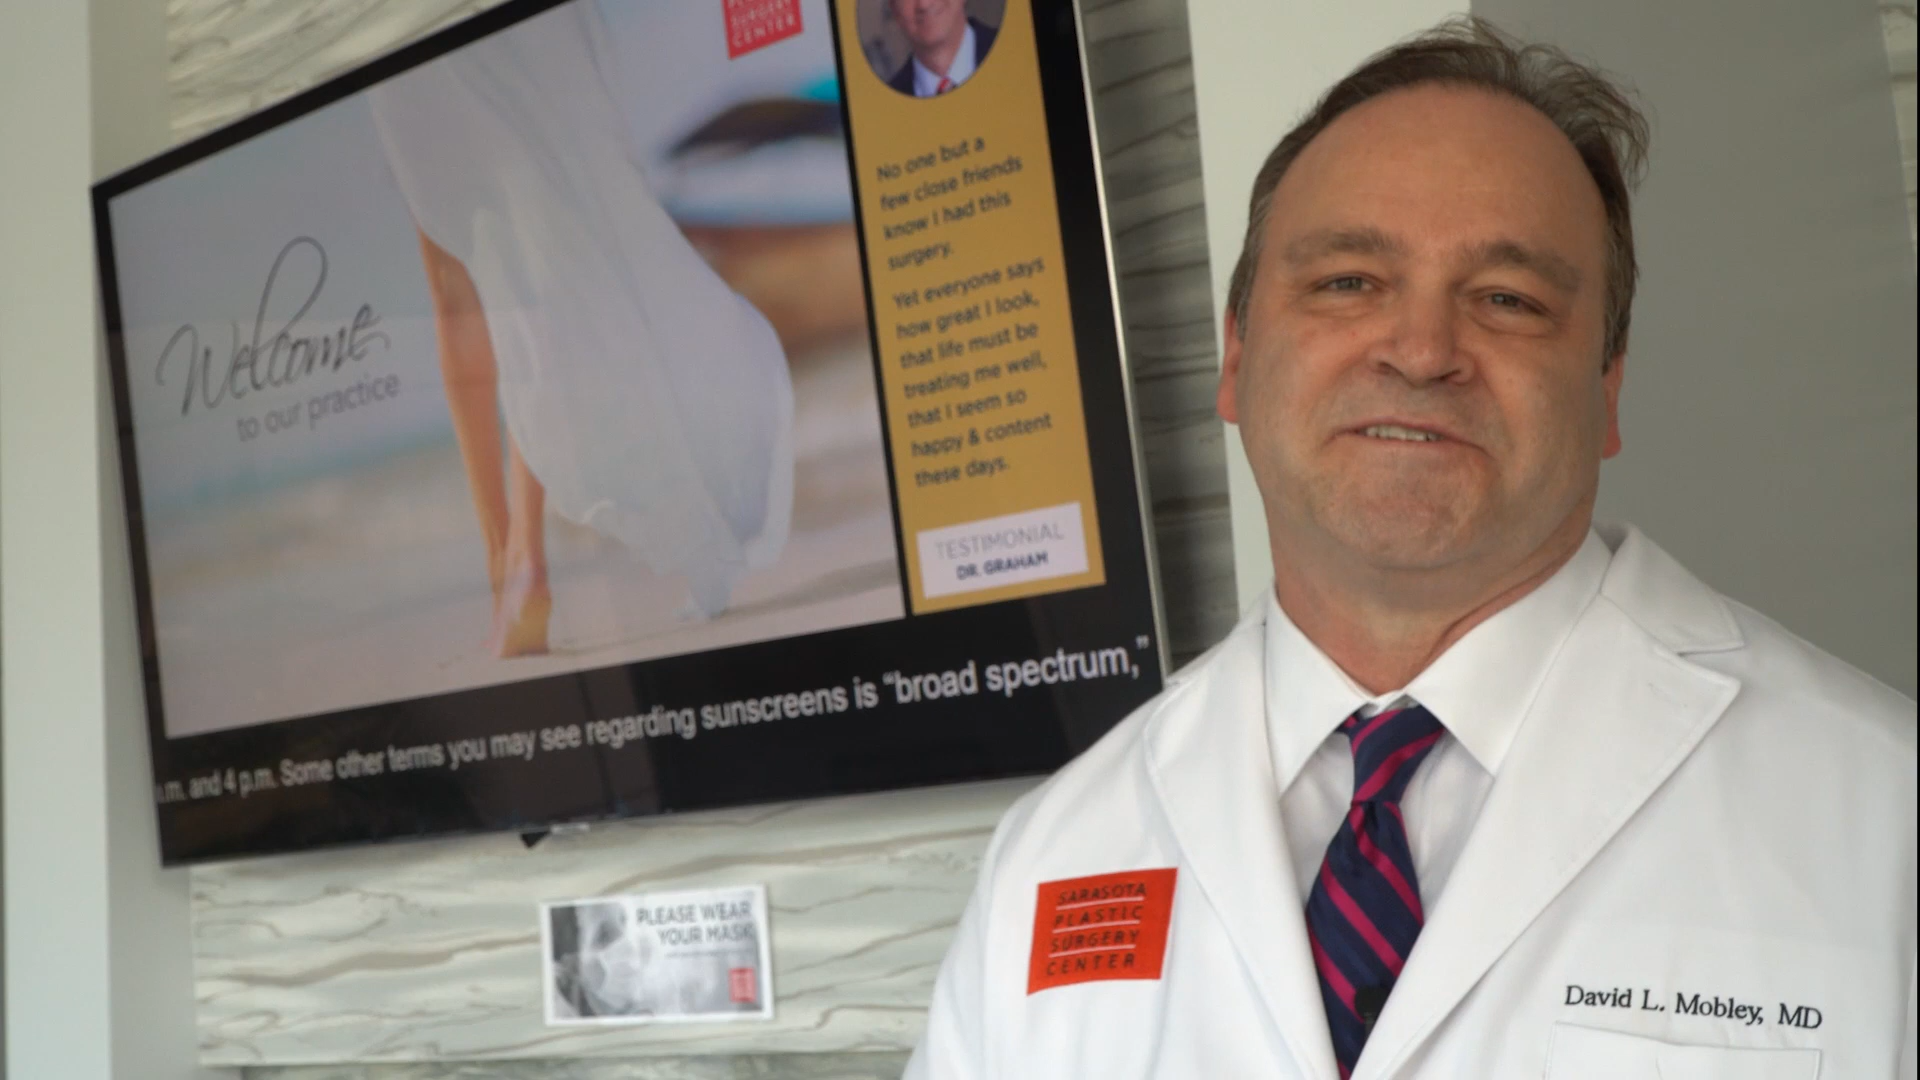 SURGERY
CENTER
Welcome
to our practice
No one but a
few close friends
know I had this
surgery.
Yet everyone says
how great I look,
that life must be
treating me well,
that I seem so
happy & content
these days.
TESTIMONIAL
DR. GRAHAM
.m. and 4 p.m. Some other terms you may see regarding sunscreens is “broad spectrum,”
PLEASE WEAR
YOUR MASK
SARASOTA
PLASTIC
SURGERY
CENTER
David L. Mobley, MD